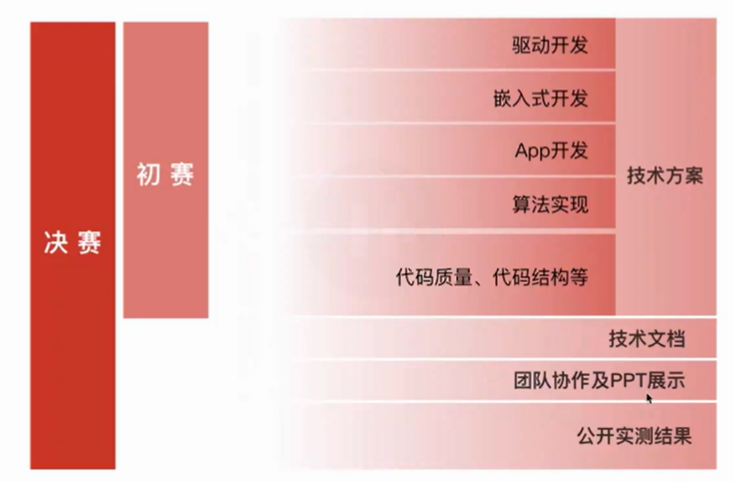 决赛
初赛
驱动开发
嵌入式开发
App开发
算法实现
代码质量、代码结构等
技术方案
技术文档
团队协作及PPT展示
公开实测结果